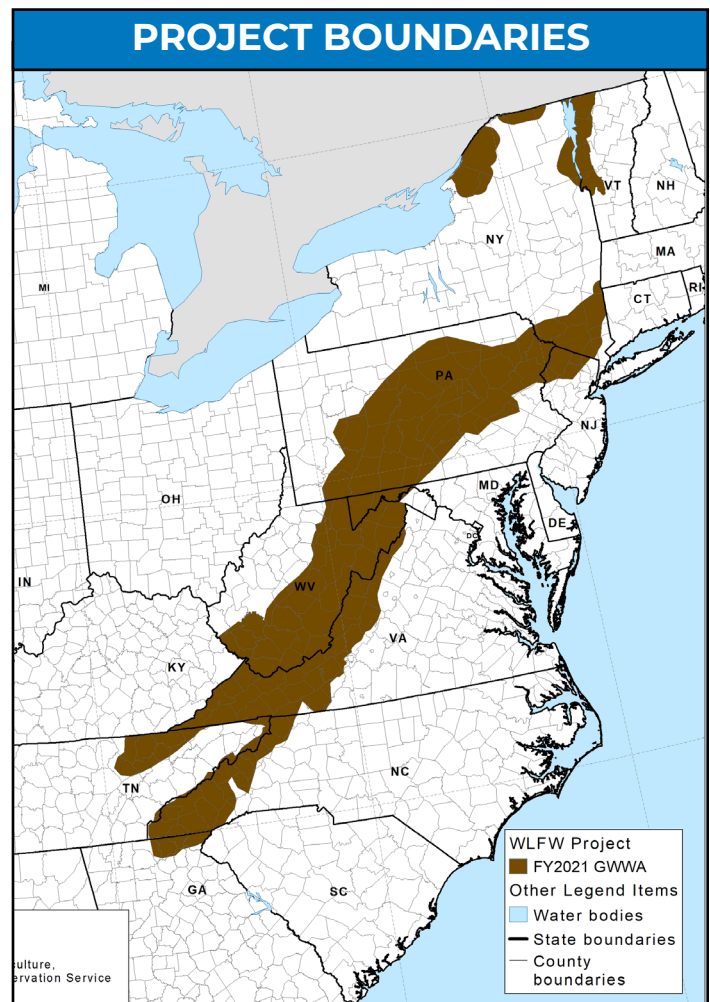 PROJECT BOUNDARIES
MI
NY
VT
NH
MA
CT
RI
PA
NJ
OH
MD
DE
DC
IN
WV
VA
KY
TN
NC
GA
SC
WLFW Project
FY2021 GWWA
Other Legend Items
Water bodies
State boundaries
County
boundaries
culture,
ervation Service